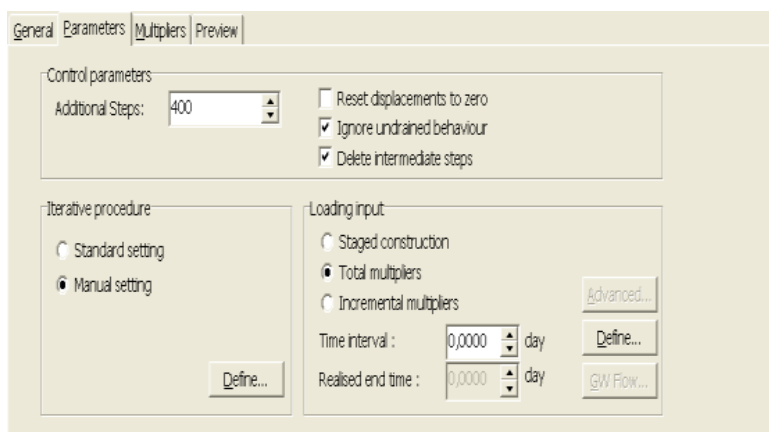 General Parameters Multipliers Preview
Control parameters
Additional Steps: 400
Reset displacements to zero
Ignore undrained behaviour
Delete intermediate steps
Iterative procedure
Standard setting
Manual setting
Define...
Loading input
Staged construction
Total multipliers
Incremental multipliers
Advanced...
Time interval : 0,0000 day
Define...
Realised end time : 0,0000 day
GW Flow...